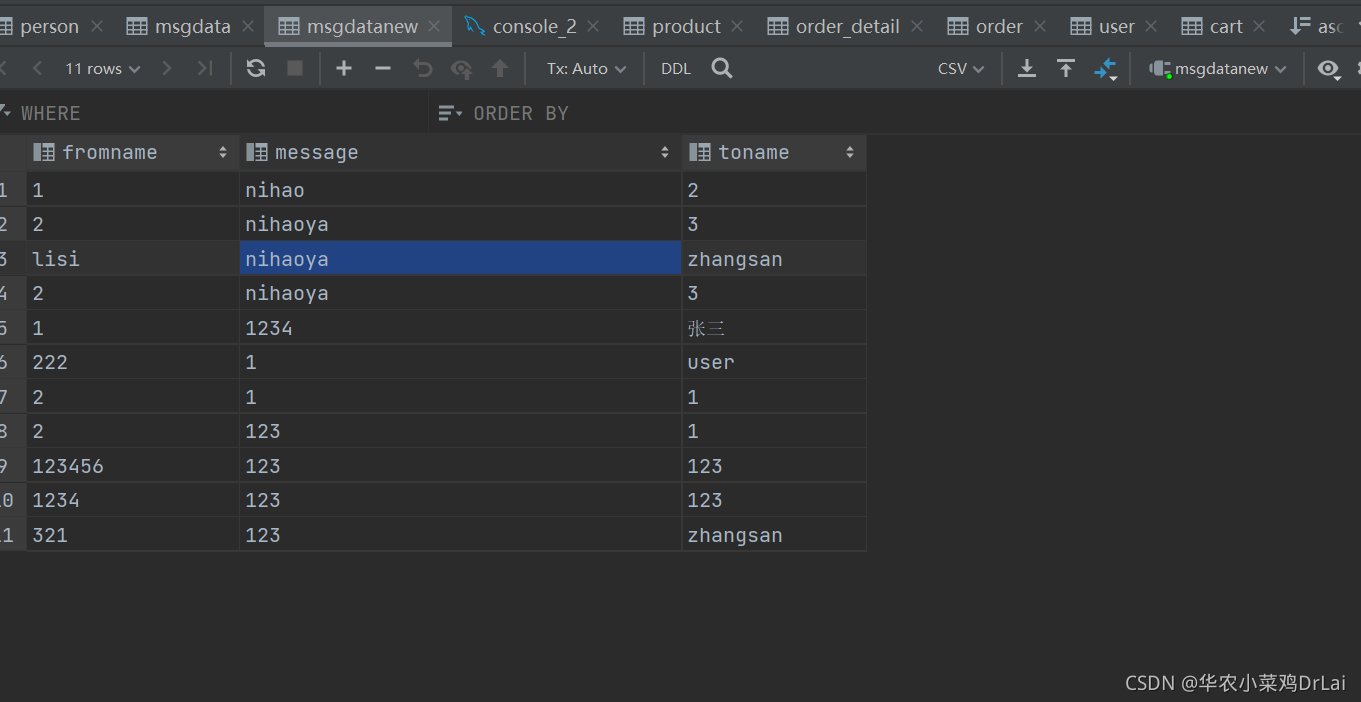 person msgdata msgdatanew console_2 product order_detail order user cart asc
11 rows Tx: Auto DDL CSV msgdatanew
WHERE ORDER BY
fromname message toname
1 1 nihao 2
2 2 nihaoya 3
3 lisi nihaoya zhangsan
4 2 nihaoya 3
5 1 1234 张三
6 222 1 user
7 2 1 1
8 2 123 1
9 123456 123 123
10 1234 123 123
11 321 123 zhangsan
CSDN @华农小菜鸡DrLai